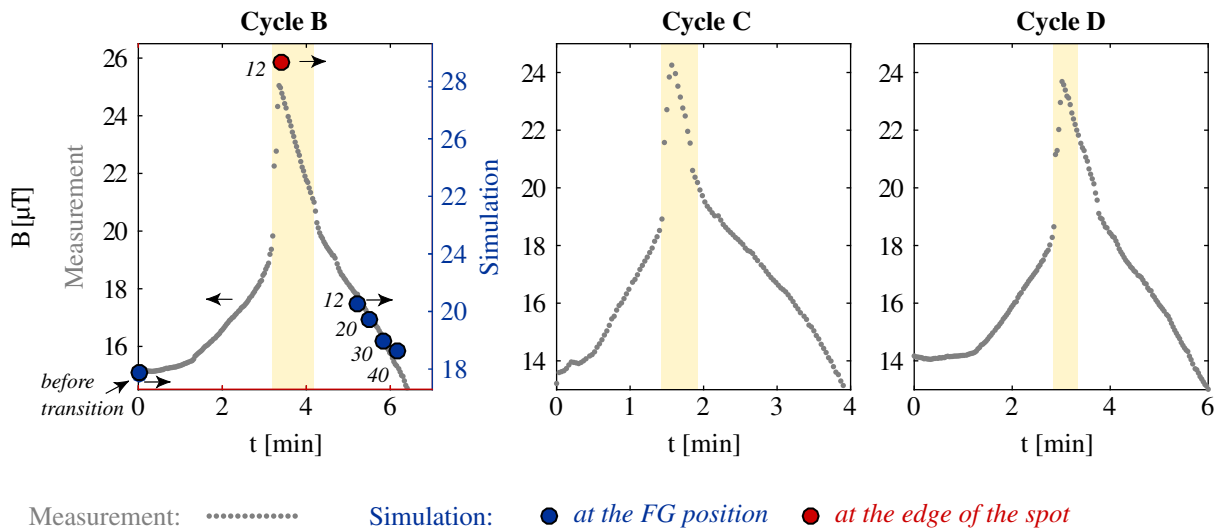 Cycle B
Cycle C
Cycle D
B [µT]
Measurement
26
24
22
20
18
16
12
12
20
30
40
before
transition
28
26
22
24
20
18
Simulation
0
2
4
6
t [min]
24
22
20
18
16
14
0
1
2
3
4
t [min]
24
22
20
18
16
14
0
2
4
6
t [min]
Measurement:
Simulation:
at the FG position
at the edge of the spot